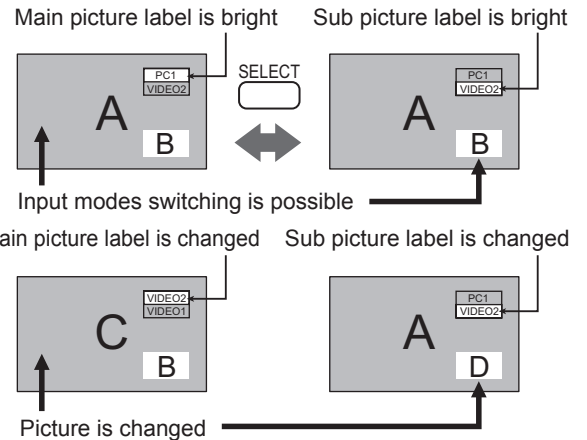 Main picture label is bright
Sub picture label is bright
PC1
VIDEO2
A
B
SELECT
PC1
VIDEO2
A
B
Input modes switching is possible
ain picture label is changed
Sub picture label is changed
VIDEO2
VIDEO1
C
B
PC1
VIDEO2
A
D
Picture is changed